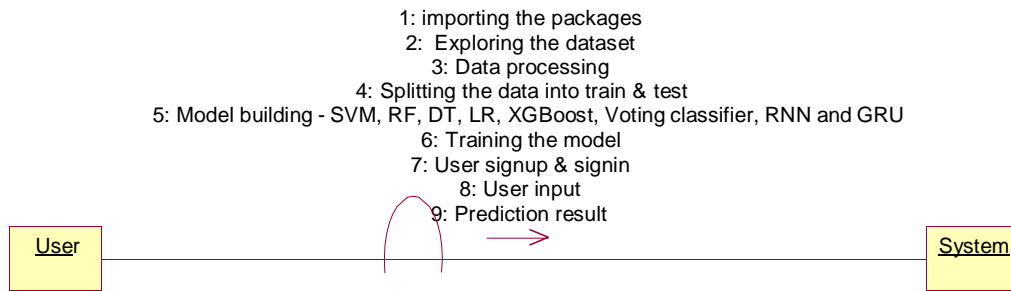 1: importing the packages
2: Exploring the dataset
3: Data processing
4: Splitting the data into train & test
5: Model building - SVM, RF, DT, LR, XGBoost, Voting classifier, RNN and GRU
6: Training the model
7: User signup & signin
8: User input
9: Prediction result
User
System